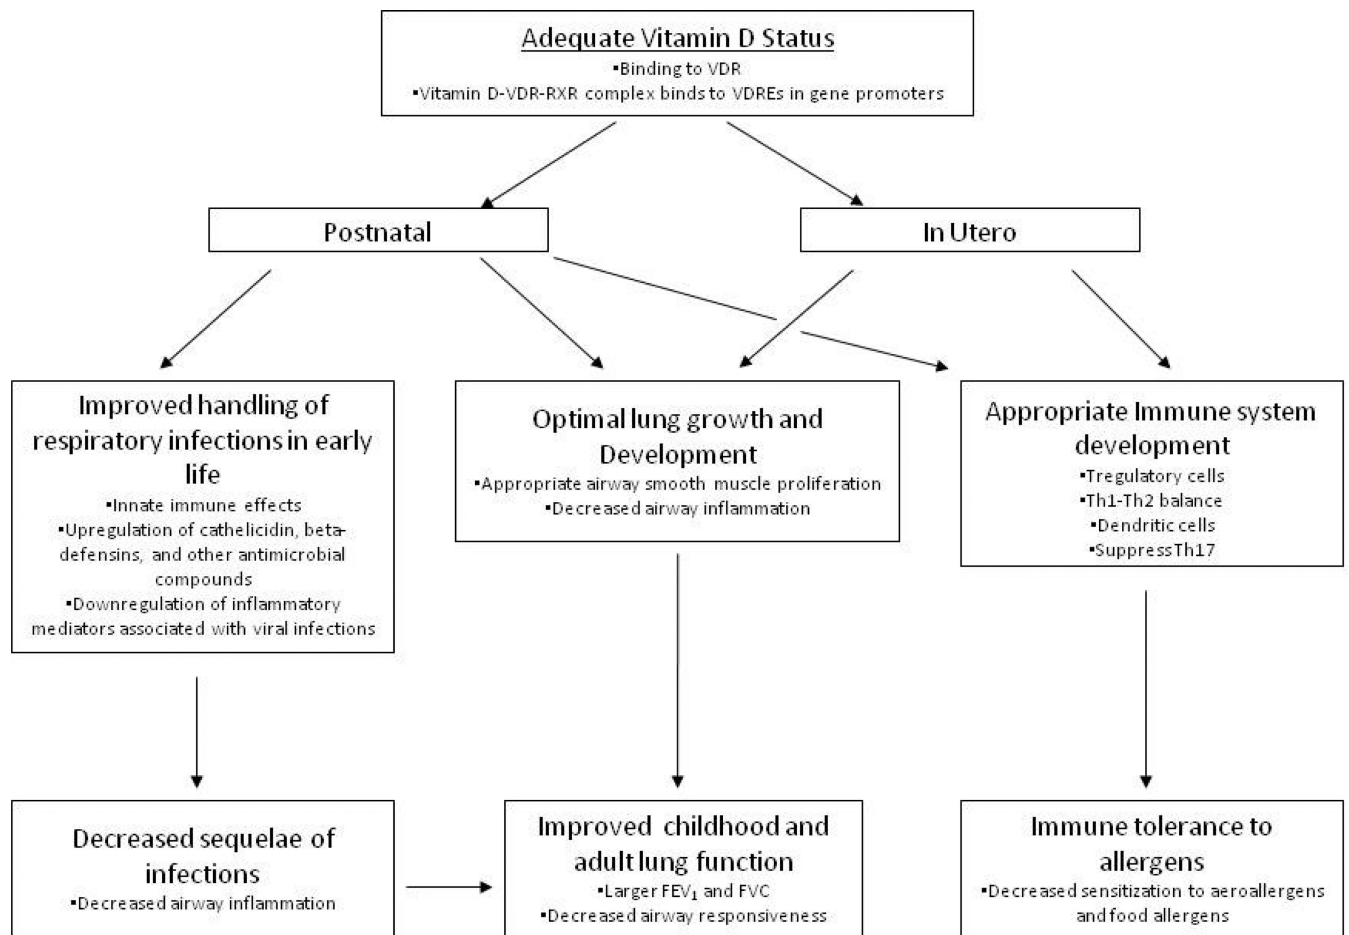 Adequate Vitamin D Status
▪Binding to VDR
▪Vitamin D-VDR-RXR complex binds to VDREs in gene promoters
Postnatal
In Utero
Improved handling of
respiratory infections in early
life
▪Innate immune effects
▪Upregulation of cathelicidin, beta-
defensins, and other antimicrobial
compounds
▪Downregulation of inflammatory
mediators associated with viral infections
Optimal lung growth and
Development
▪Appropriate airway smooth muscle proliferation
▪Decreased airway inflammation
Appropriate Immune system
development
▪Tregulatory cells
▪Th1-Th2 balance
▪Dendritic cells
▪SuppressTh17
Decreased sequelae of
infections
▪Decreased airway inflammation
Improved childhood and
adult lung function
▪Larger FEV₁ and FVC
▪Decreased airway responsiveness
Immune tolerance to
allergens
▪Decreased sensitization to aeroallergens
and food allergens